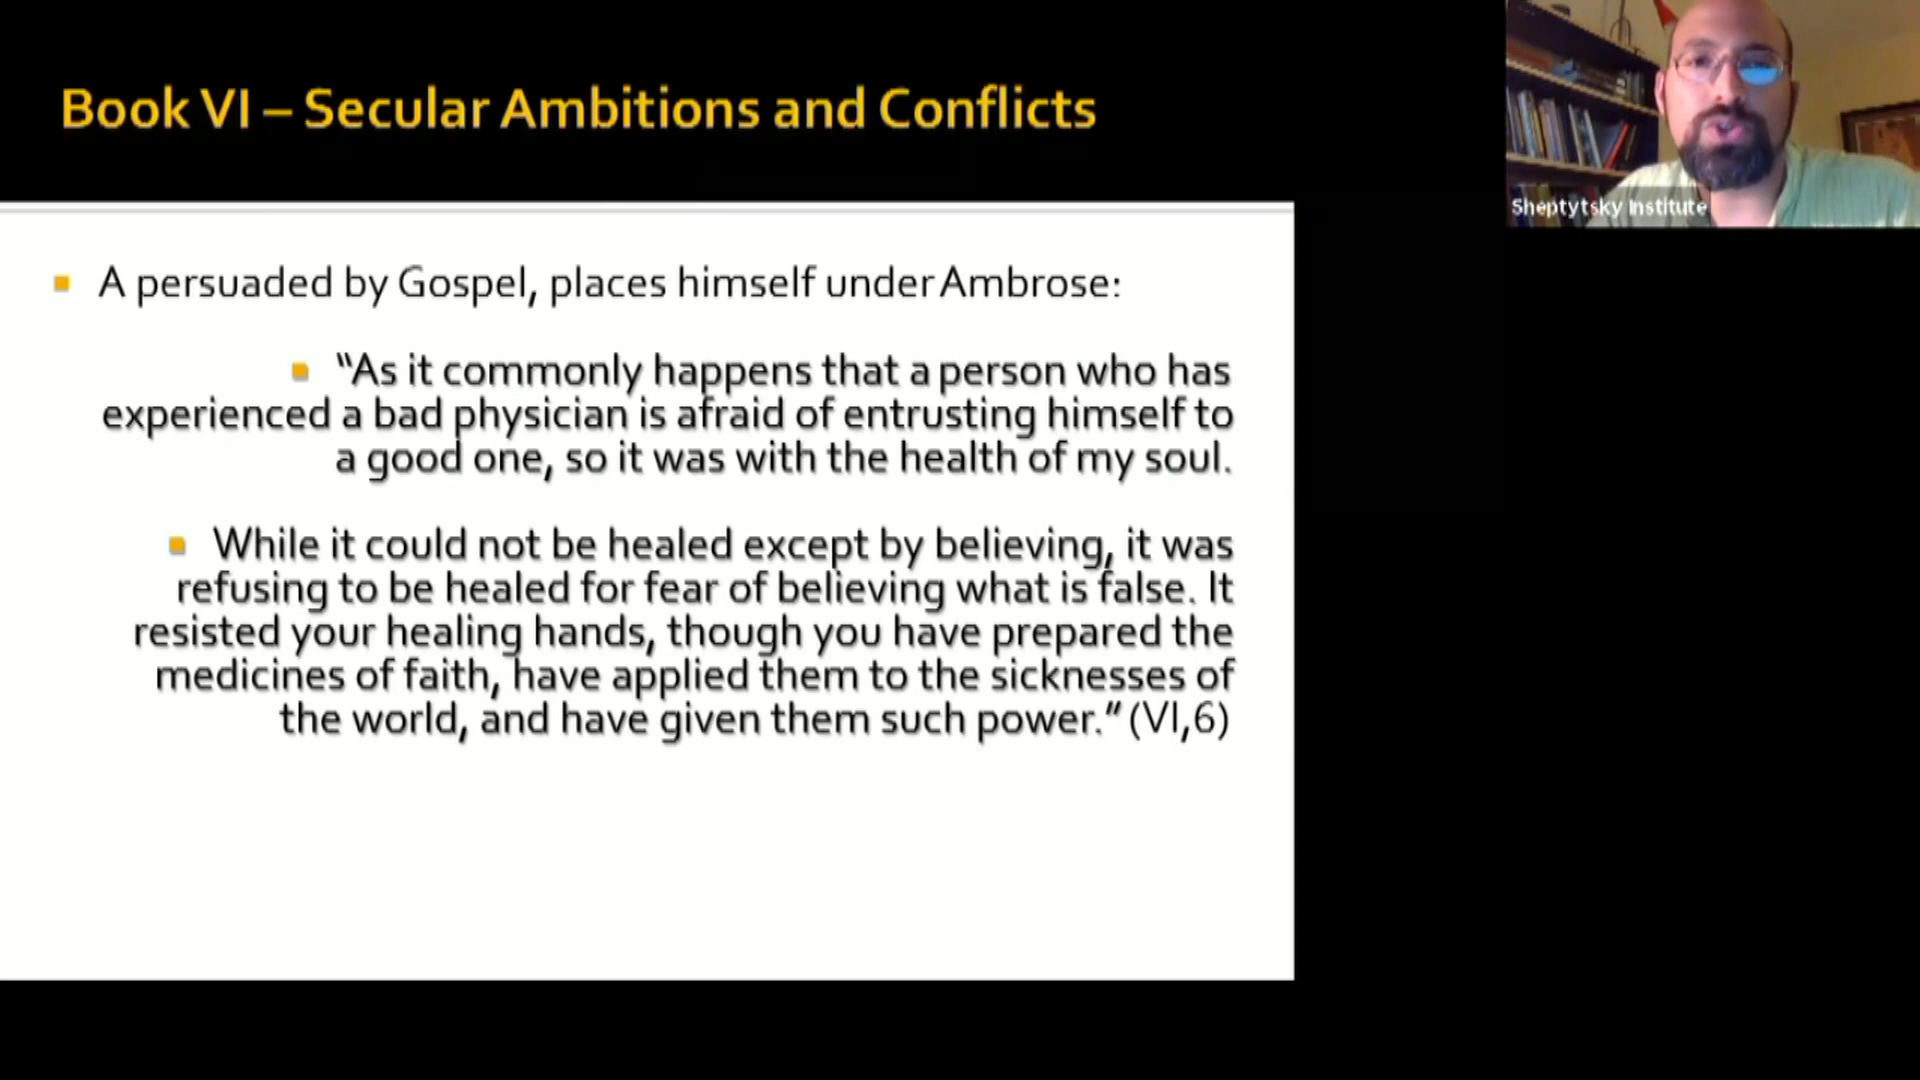 Book VI – Secular Ambitions and Conflicts
Sheptytsky Institute
A persuaded by Gospel, places himself under Ambrose:
“As it commonly happens that a person who has
experienced a bad physician is afraid of entrusting himself to
a good one, so it was with the health of my soul.
While it could not be healed except by believing, it was
refusing to be healed for fear of believing what is false. It
resisted your healing hands, though you have prepared the
medicines of faith, have applied them to the sicknesses of
the world, and have given them such power.” (VI,6)